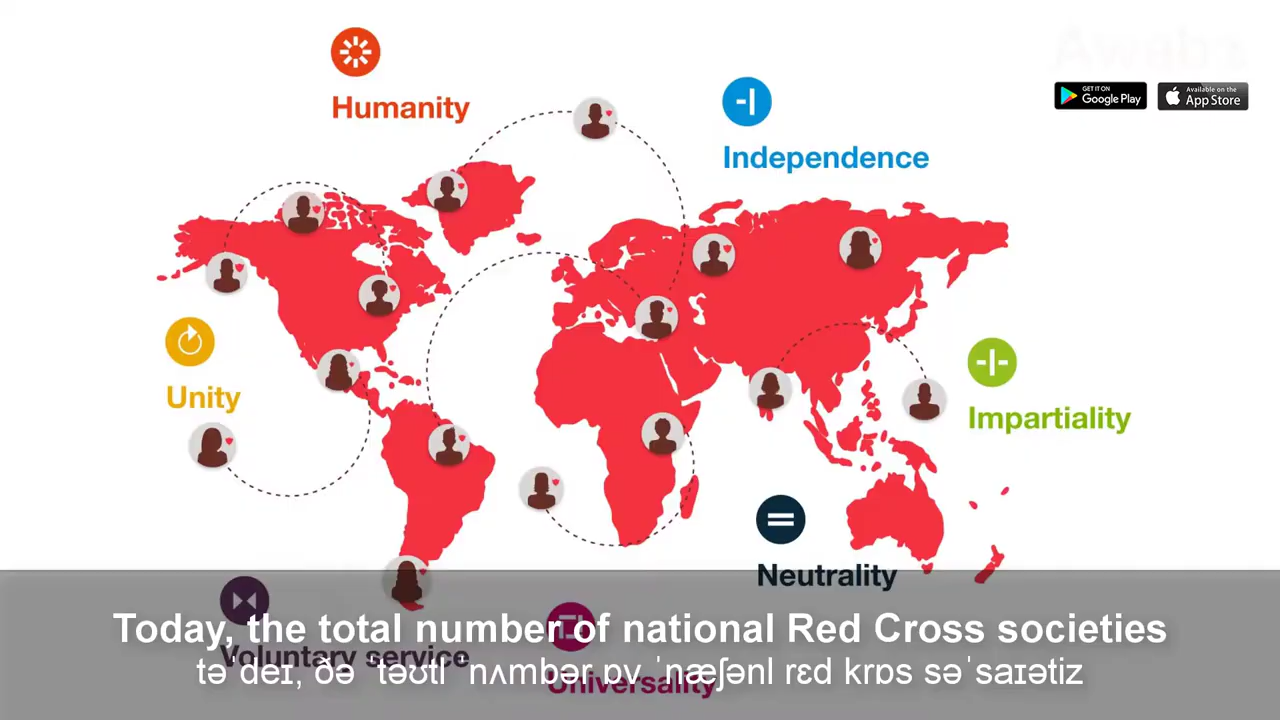 Awabz
GET IT ON
Google Play
Available on the
App Store
Humanity
Independence
Unity
Impartiality
Neutrality
Voluntary service
Universality
Today, the total number of national Red Cross societies
təˈdeɪ, ðə ˈtəʊtl ˈnʌmbər ɒv ˈnæʃənl rɛd krɒs səˈsaɪətiz